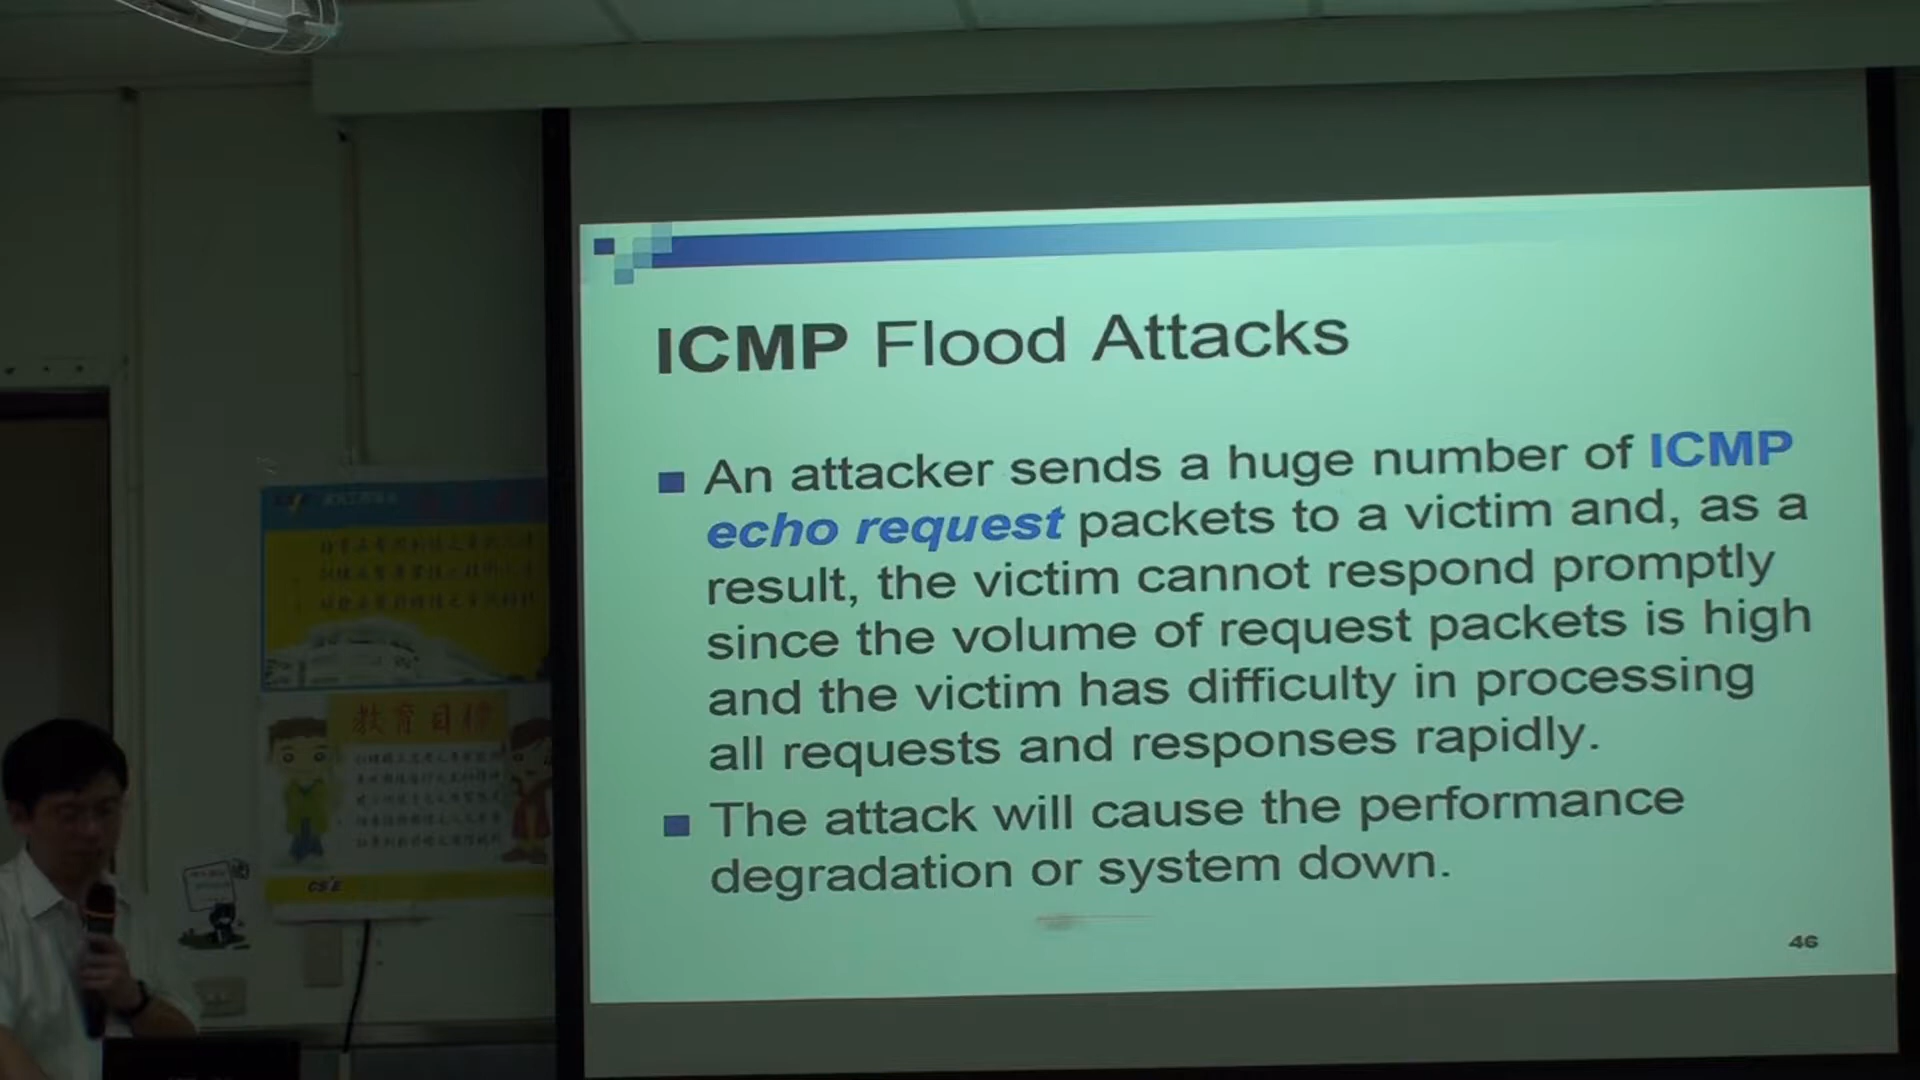 ICMP Flood Attacks
An attacker sends a huge number of ICMP
echo request packets to a victim and, as a
result, the victim cannot respond promptly
since the volume of request packets is high
and the victim has difficulty in processing
all requests and responses rapidly.
The attack will cause the performance
degradation or system down.
46
教育目標
CSIE